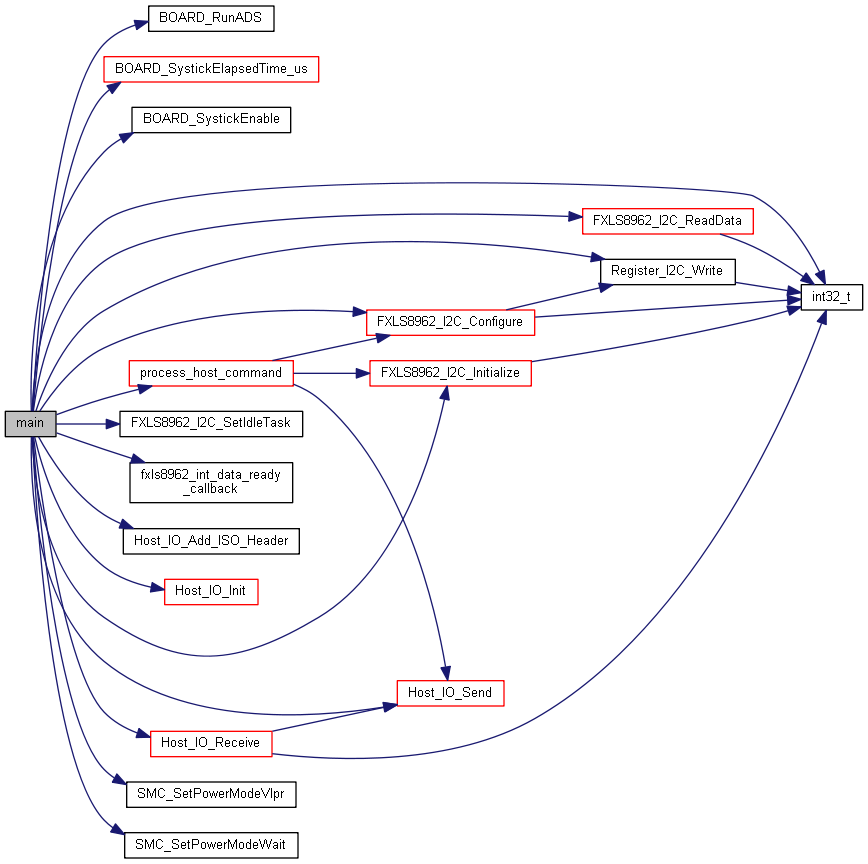 BOARD_RunADS
BOARD_SystickElapsedTime_us
BOARD_SystickEnable
FXLS8962_I2C_ReadData
Register_I2C_Write
int32_t
FXLS8962_I2C_Configure
process_host_command
FXLS8962_I2C_Initialize
main
FXLS8962_I2C_SetIdleTask
fxls8962_int_data_ready
_callback
Host_IO_Add_ISO_Header
Host_IO_Init
Host_IO_Send
Host_IO_Receive
SMC_SetPowerModeVlpr
SMC_SetPowerModeWait